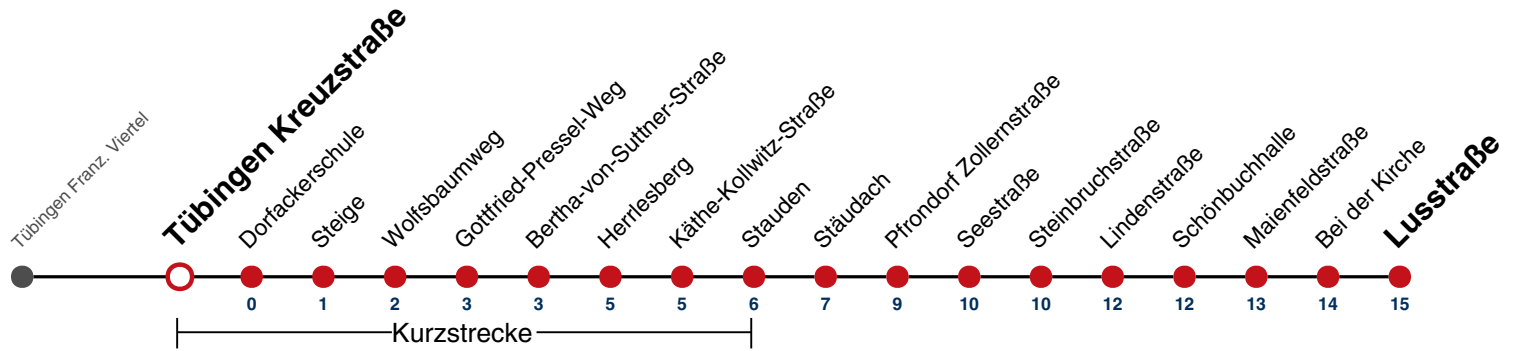 Tübingen Franz. Viertel
Tübingen Kreuzstraße
Dorfackerschule
Steige
Wolfsbaumweg
Gottfried-Pressel-Weg
Bertha-von-Suttner-Straße
Herrlesberg
Käthe-Kollwitz-Straße
Stauden
Stäudach
Pfrondorf Zollernstraße
Seestraße
Steinbruchstraße
Lindenstraße
Schönbuchhalle
Maienfeldstraße
Bei der Kirche
Lusstraße
0 1 2 3 3 5 5 6 7 9 10 10 12 12 13 14 15
Kurzstrecke